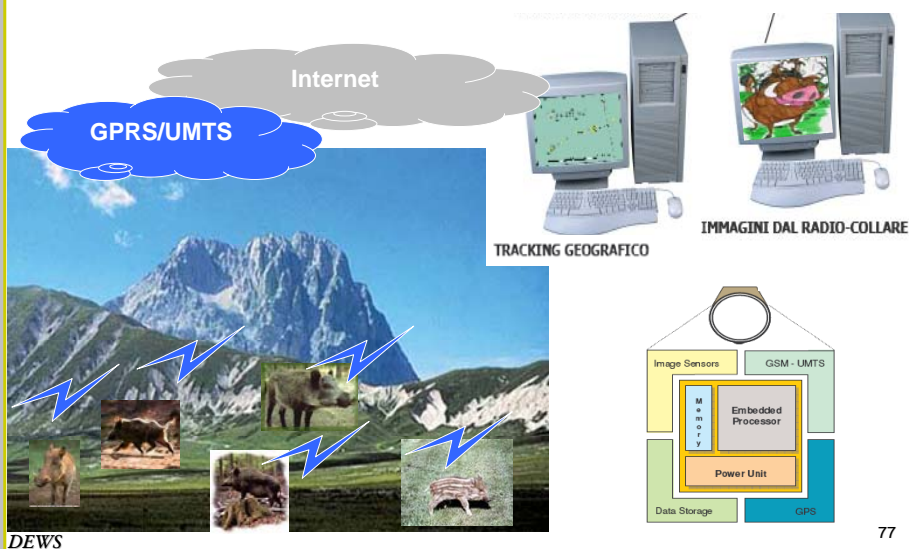 Internet
GPRS/UMTS
TRACKING GEOGRAFICO
IMMAGINI DAL RADIO-COLLARE
Image Sensors
GSM - UMTS
Memory
Embedded
Processor
Power Unit
Data Storage
GPS
DEWS
77